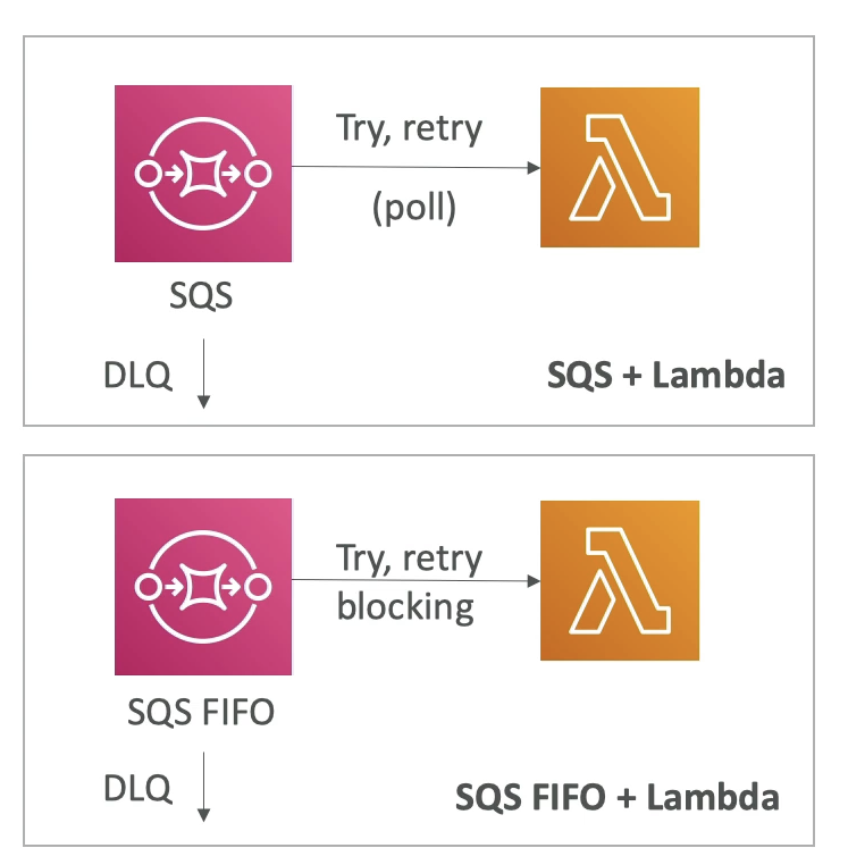 Try, retry
(poll)
SQS
DLQ
SQS + Lambda
Try, retry
blocking
SQS FIFO
DLQ
SQS FIFO + Lambda